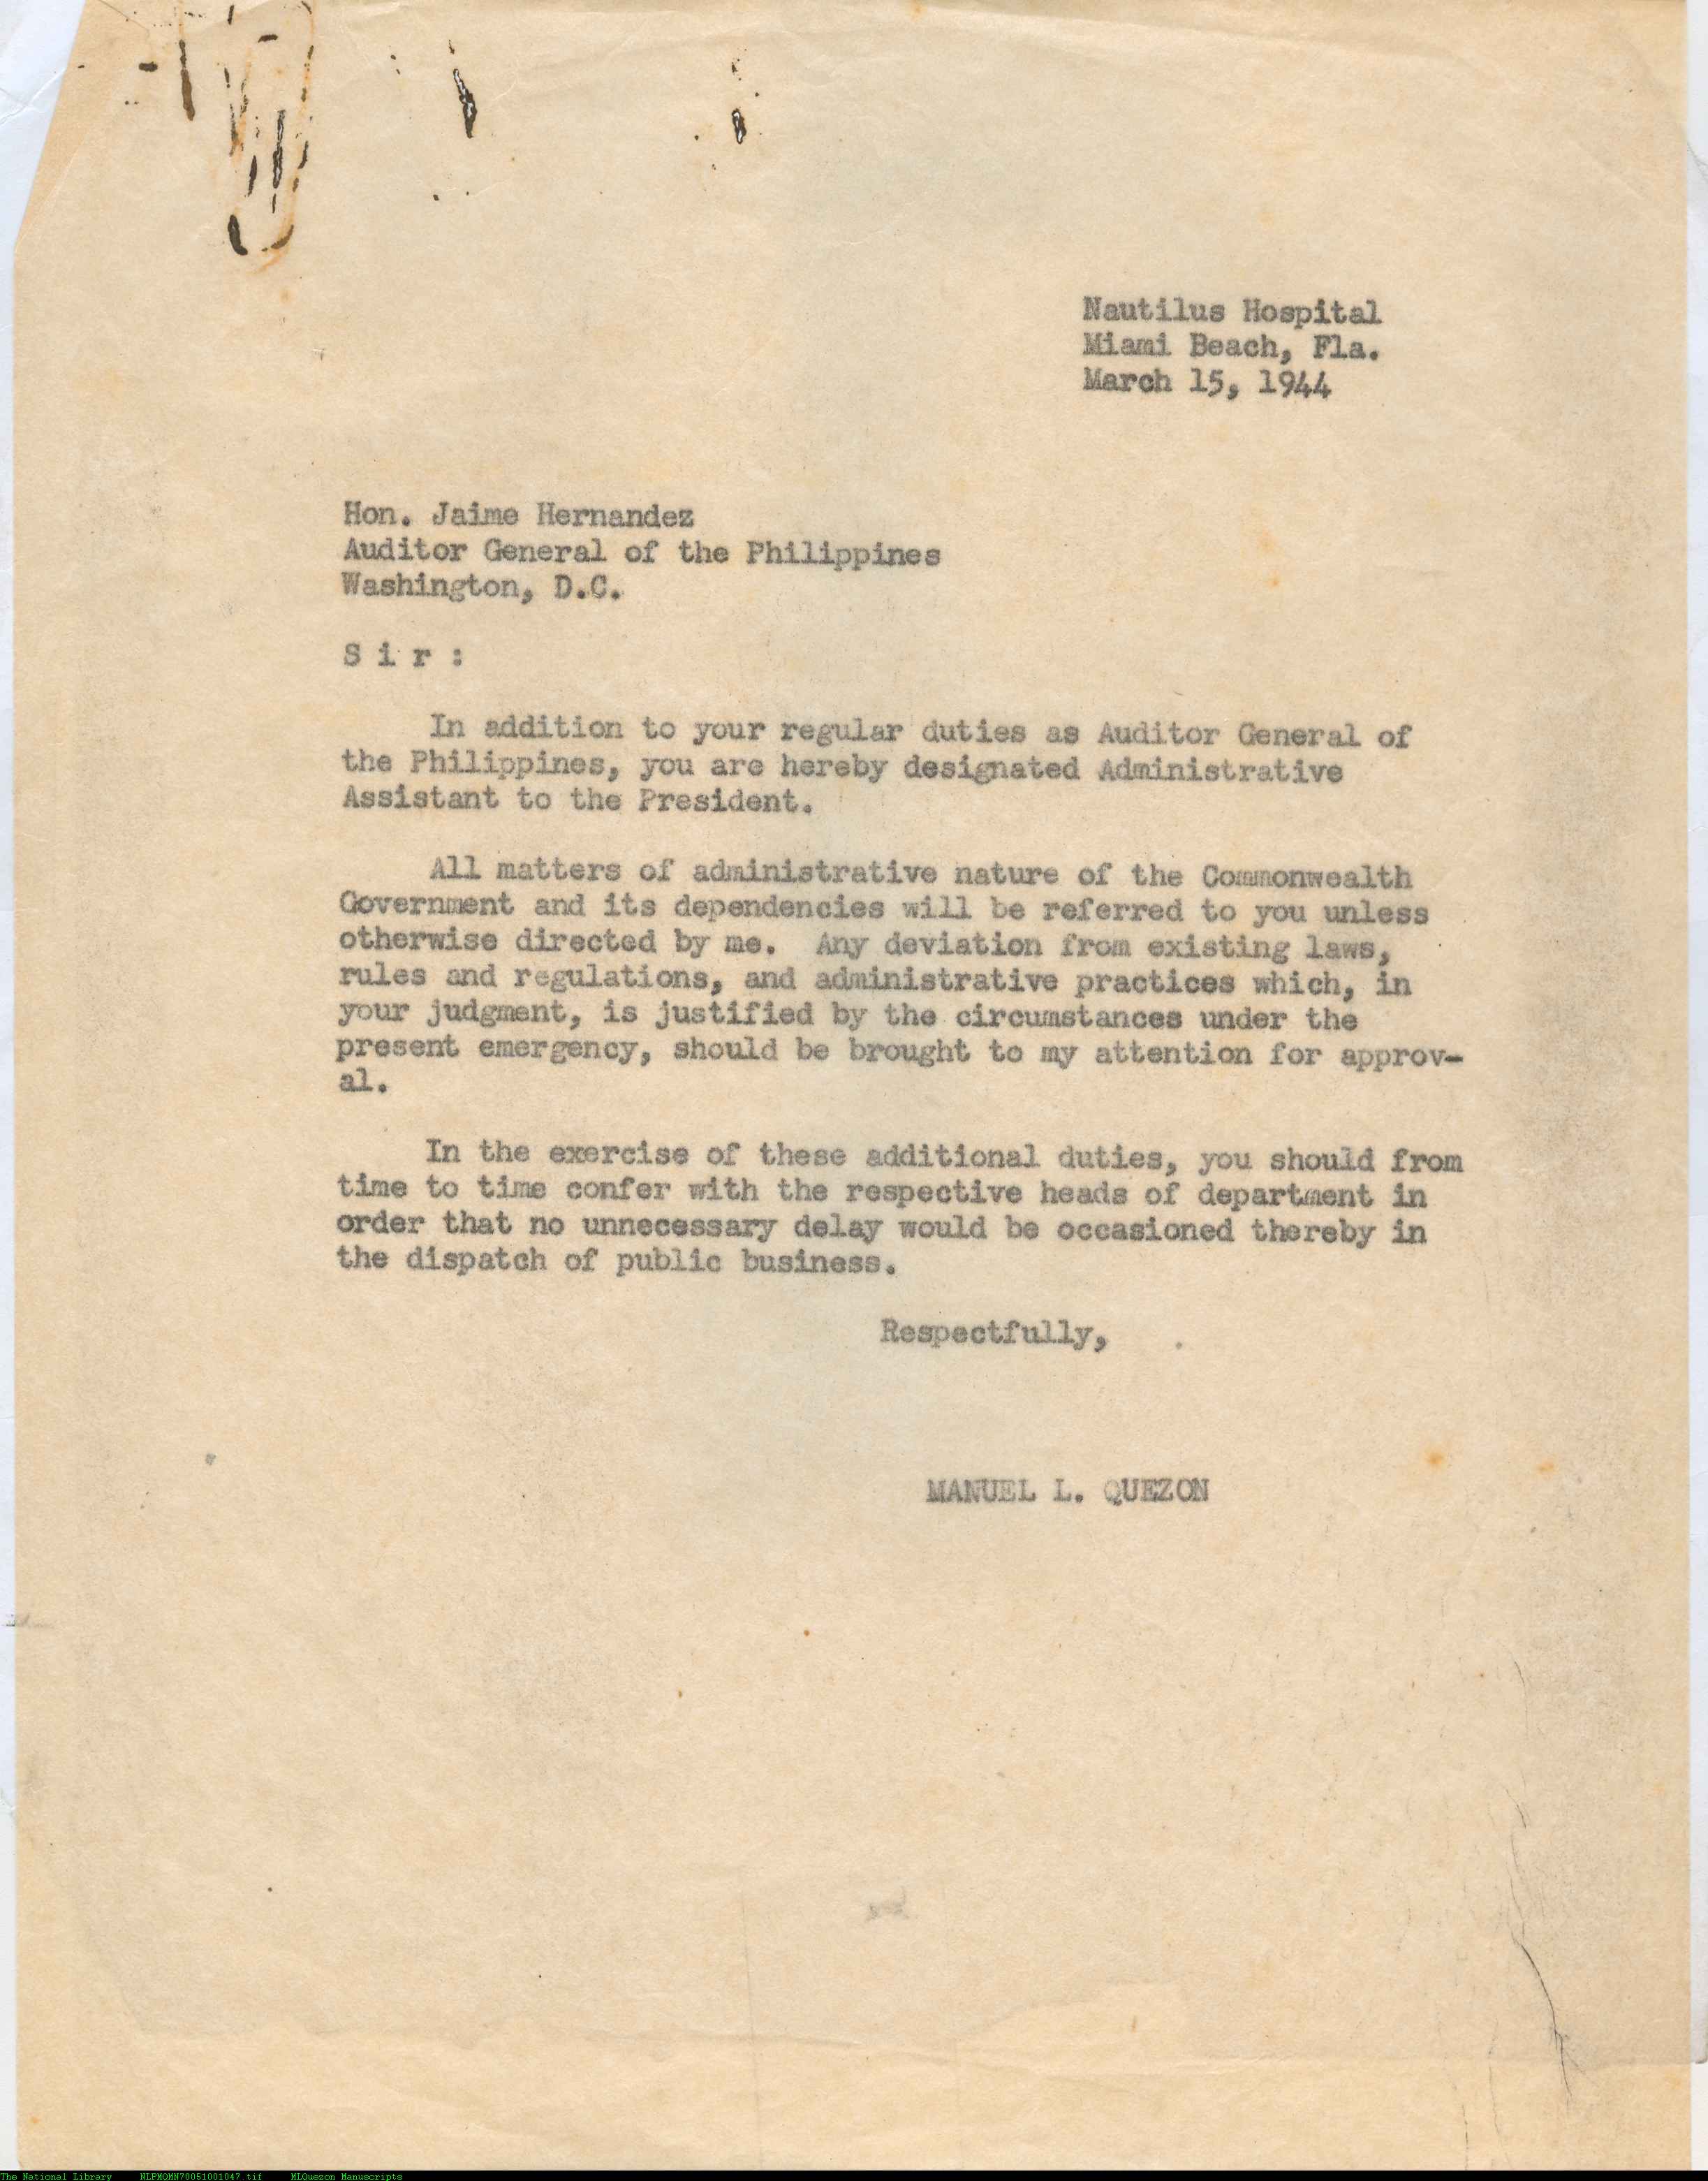 Nautilus Hospital
Miami Beach, Fla.
March 15, 1944
Hon. Jaime Hernandez
Auditor General of the Philippines
Washington, D.C.
S i r :
In addition to your regular duties as Auditor General of
the Philippines, you are hereby designated Administrative
Assistant to the President.
All matters of administrative nature of the Commonwealth
Government and its dependencies will be referred to you unless
otherwise directed by me. Any deviation from existing laws,
rules and regulations, and administrative practices which, in
your judgment, is justified by the circumstances under the
present emergency, should be brought to my attention for approv-
al.
In the exercise of these additional duties, you should from
time to time confer with the respective heads of department in
order that no unnecessary delay would be occasioned thereby in
the dispatch of public business.
Respectfully,
MANUEL L. QUEZON
The National Library NLPMQMN70051001047.tif MLQuezon Manuscripts